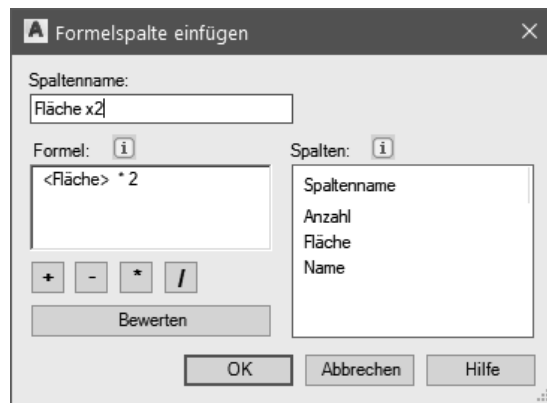 A Formelspalte einfügen
Spaltenname:
Fläche x2
Formel:
i
<Fläche> * 2
+ - * /
Bewerten
Spalten:
i
Spaltenname
Anzahl
Fläche
Name
OK Abbrechen Hilfe